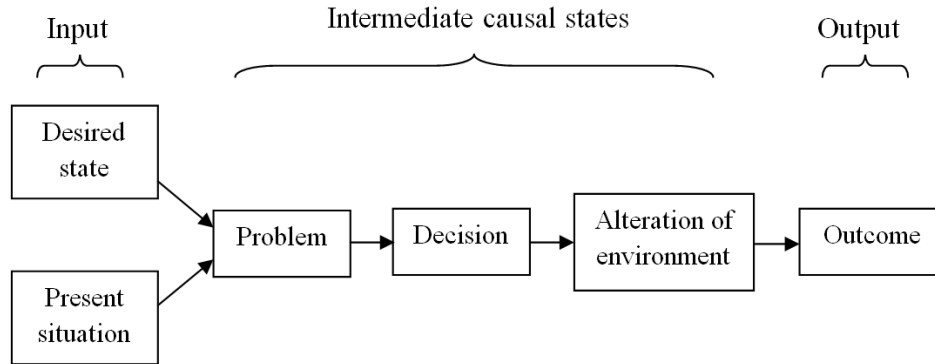 Input
Intermediate causal states
Output
Desired
state
Problem
Decision
Alteration of
environment
Outcome
Present
situation